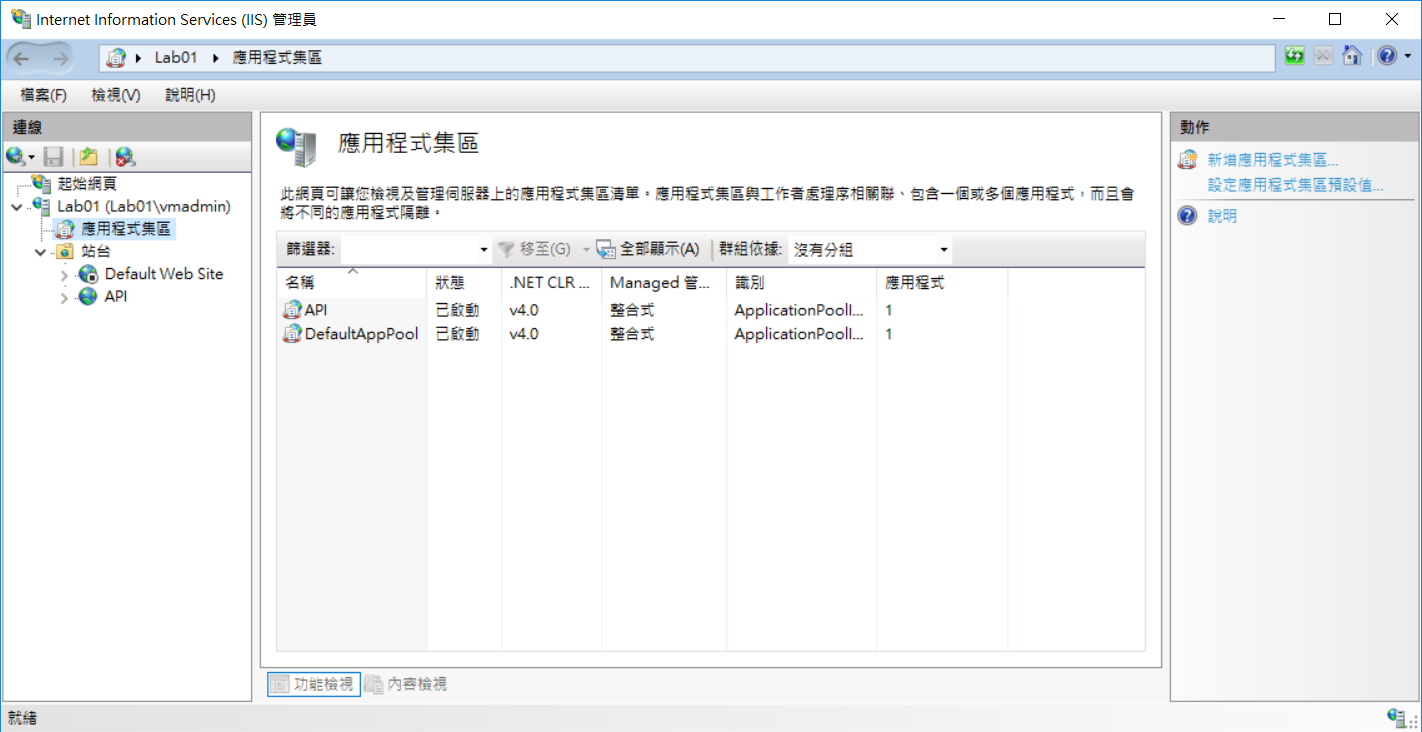 Internet Information Services (IIS) 管理員
Lab01 應用程式集區
檔案(F) 檢視(V) 說明(H)
連線
起始網頁
Lab01 (Lab01\vmadmin)
應用程式集區
站台
Default Web Site
API
應用程式集區
此網頁可讓您檢視及管理伺服器上的應用程式集區清單。應用程式集區與工作者處理序相關聯、包含一個或多個應用程式，而且會
將不同的應用程式隔離。
篩選器: 移至(G) 全部顯示(A) 群組依據: 沒有分組
名稱 狀態 .NET CLR ... Managed 管... 識別 應用程式
API 已啟動 v4.0 整合式 ApplicationPoolI... 1
DefaultAppPool 已啟動 v4.0 整合式 ApplicationPoolI... 1
功能檢視 內容檢視
動作
新增應用程式集區...
設定應用程式集區預設值...
說明
就緒